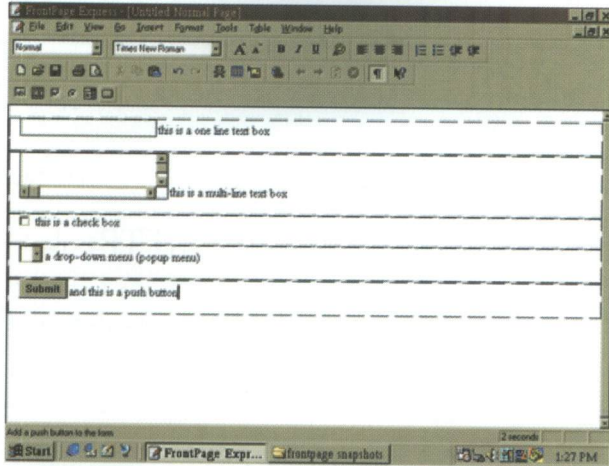 FrontPage Express - [Untitled Normal Page]
File Edit View Go Insert Format Tools Table Window Help
Normal Times New Roman
this is a one line text box
this is a multi-line text box
this is a check box
a drop-down menu (popup menu)
Submit and this is a push button
Add a push button to the form 2 seconds
Start FrontPage Expr... frontpage snapshots 1:27 PM